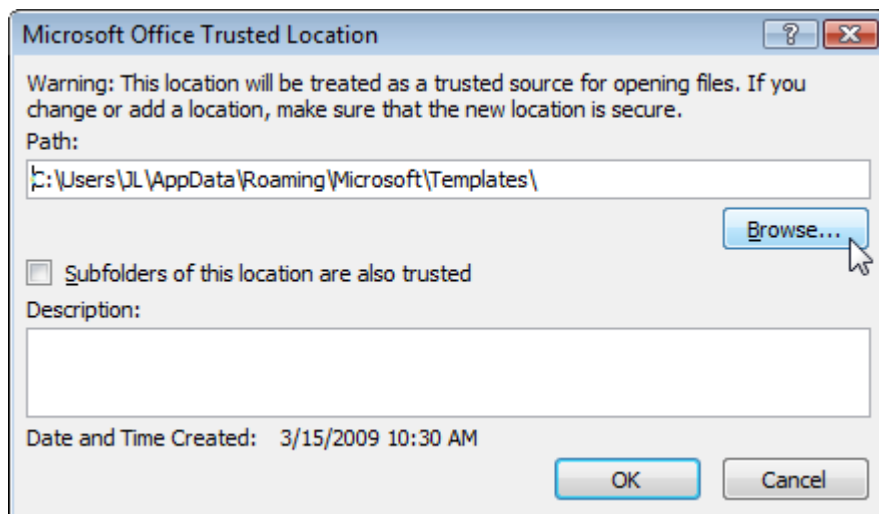 Microsoft Office Trusted Location
Warning: This location will be treated as a trusted source for opening files. If you
change or add a location, make sure that the new location is secure.
Path:
C:\Users\JL\AppData\Roaming\Microsoft\Templates\
Browse...
Subfolders of this location are also trusted
Description:
Date and Time Created: 3/15/2009 10:30 AM
OK Cancel